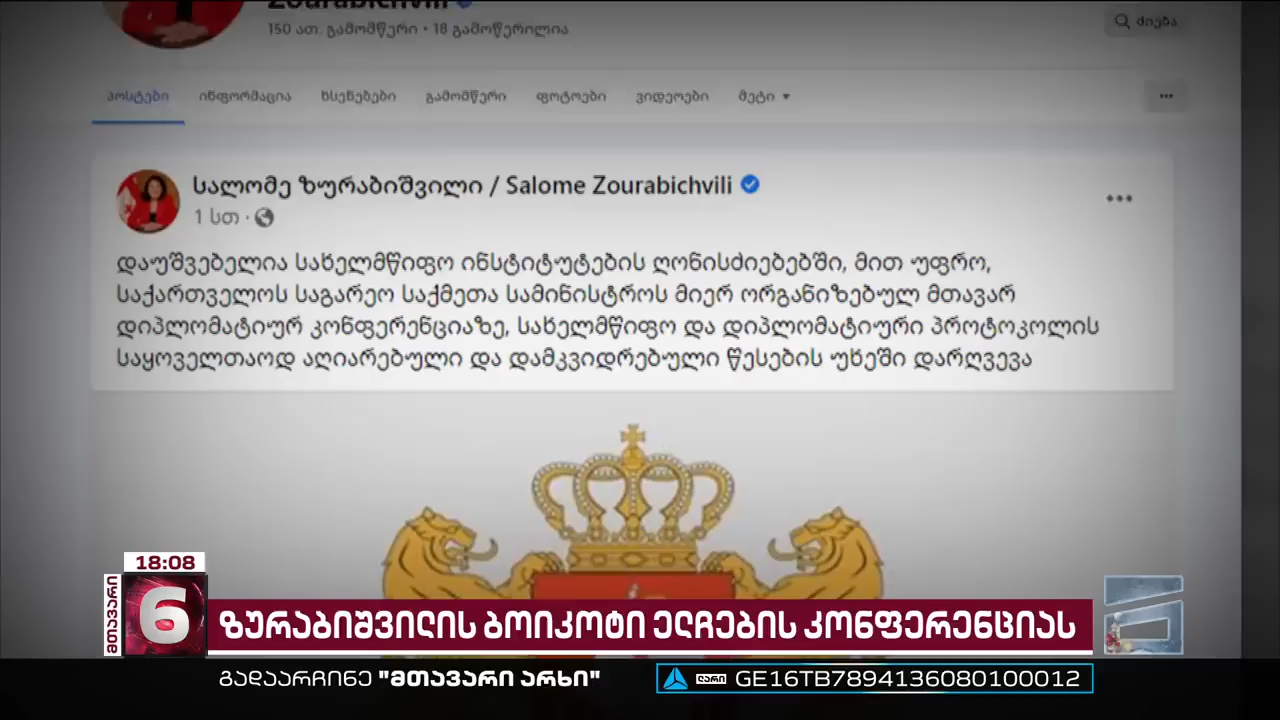 Zourabichvili
150 ათ. გამომწერი • 18 გამოწერილია
ძიება
პოსტები ინფორმაცია ხსენებები გამომწერი ფოტოები ვიდეოები მეტი
სალომე ზურაბიშვილი / Salome Zourabichvili
1 სთ ·
დაუშვებელია სახელმწიფო ინსტიტუტების ღონისძიებებში, მით უფრო,
საქართველოს საგარეო საქმეთა სამინისტროს მიერ ორგანიზებულ მთავარ
დიპლომატიურ კონფერენციაზე, სახელმწიფო და დიპლომატიური პროტოკოლის
საყოველთაოდ აღიარებული და დამკვიდრებული წესების უხეში დარღვევა
18:08
მთავარი
6
ზურაბიშვილის ბოიკოტი ელჩების კონფერენციას
გადაარჩინე "მთავარი არხი"
ლარი GE16TB7894136080100012